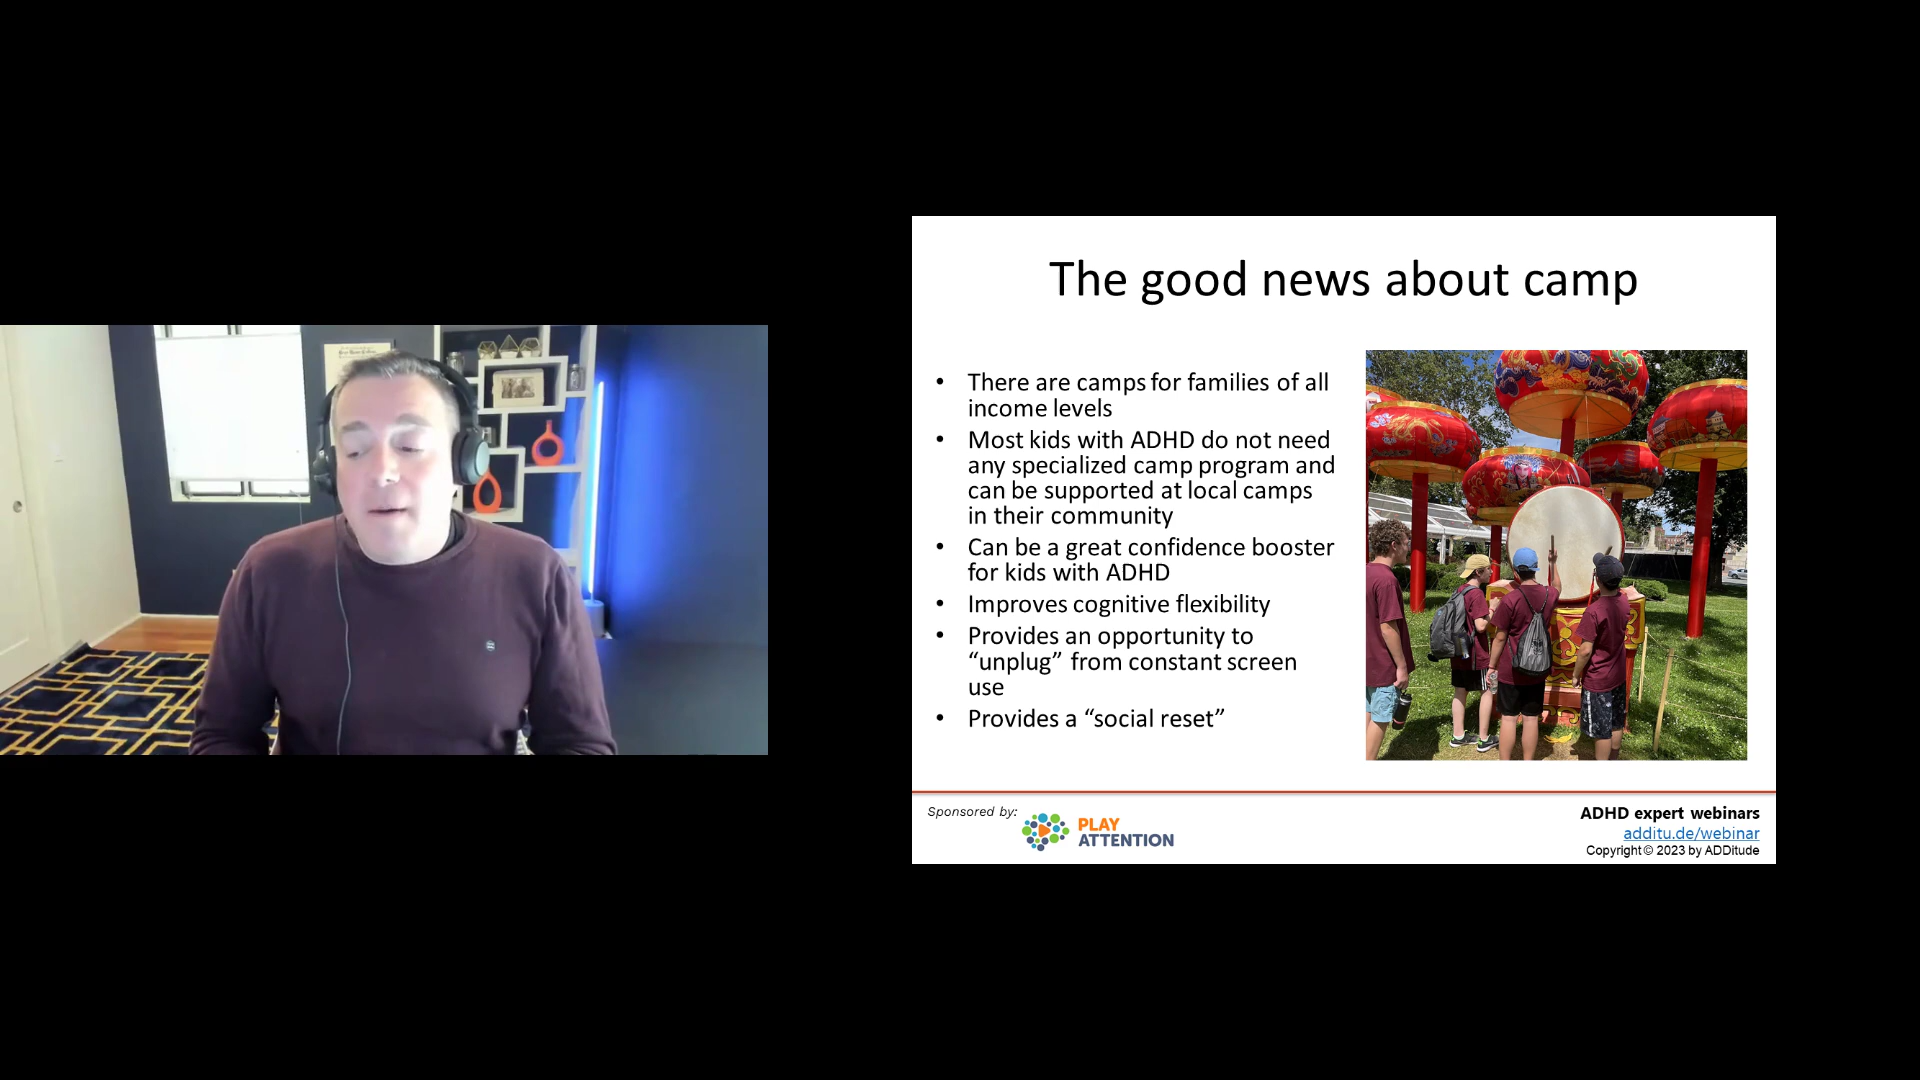 The good news about camp
• There are camps for families of all
income levels
• Most kids with ADHD do not need
any specialized camp program and
can be supported at local camps
in their community
• Can be a great confidence booster
for kids with ADHD
• Improves cognitive flexibility
• Provides an opportunity to
“unplug” from constant screen
use
• Provides a “social reset”
Sponsored by:
PLAY
ATTENTION
ADHD expert webinars
additu.de/webinar
Copyright © 2023 by ADDitude